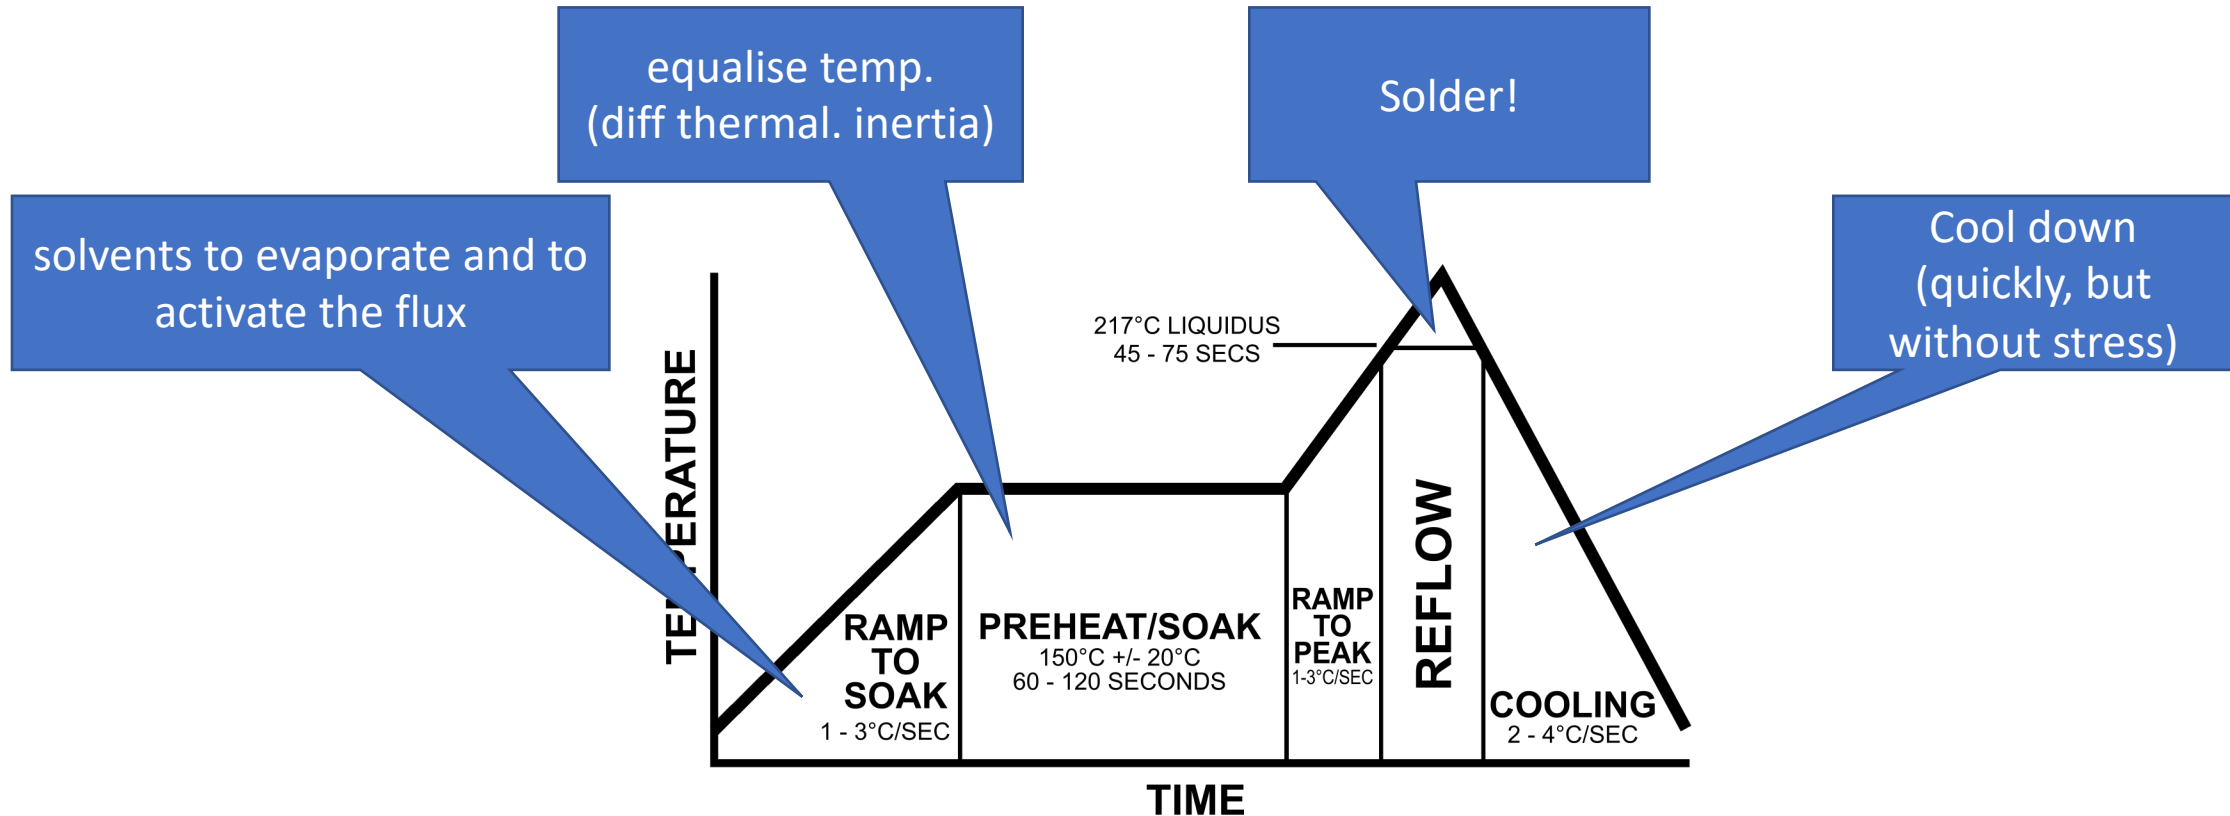 equalise temp.
(diff thermal. inertia)
Solder!
solvents to evaporate and to
activate the flux
Cool down
(quickly, but
without stress)
217°C LIQUIDUS
45 - 75 SECS
TEMPERATURE
RAMP
TO
SOAK
1 - 3°C/SEC
PREHEAT/SOAK
150°C +/- 20°C
60 - 120 SECONDS
RAMP
TO
PEAK
1-3°C/SEC
REFLOW
COOLING
2 - 4°C/SEC
TIME